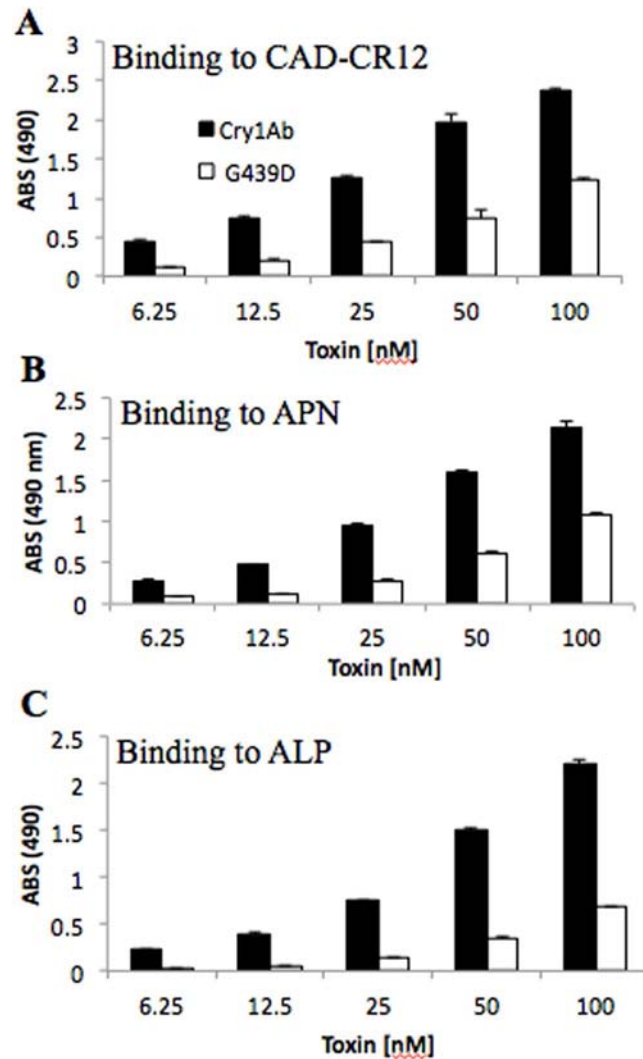 A
Binding to CAD-CR12
3
2.5
2
1.5
1
0.5
0
ABS (490)
Cry1Ab
G439D
6.25 12.5 25 50 100
Toxin [nM]
B
Binding to APN
2.5
2
1.5
1
0.5
0
ABS (490 nm)
6.25 12.5 25 50 100
Toxin [nM]
C
Binding to ALP
2.5
2
1.5
1
0.5
0
ABS (490)
6.25 12.5 25 50 100
Toxin [nM]